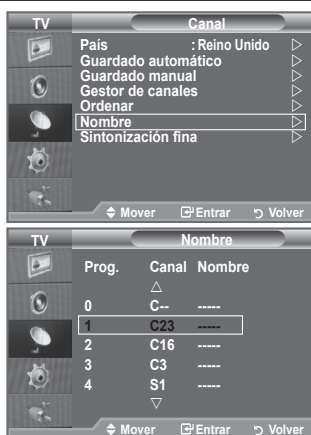 TV Canal
País : Reino Unido
Guardado automático
Guardado manual
Gestor de canales
Ordenar
Nombre
Sintonización fina
Mover Entrar Volver
TV Nombre
Prog. Canal Nombre
0 C-- -----
1 C23 -----
2 C16 -----
3 C3 -----
4 S1 -----
Mover Entrar Volver